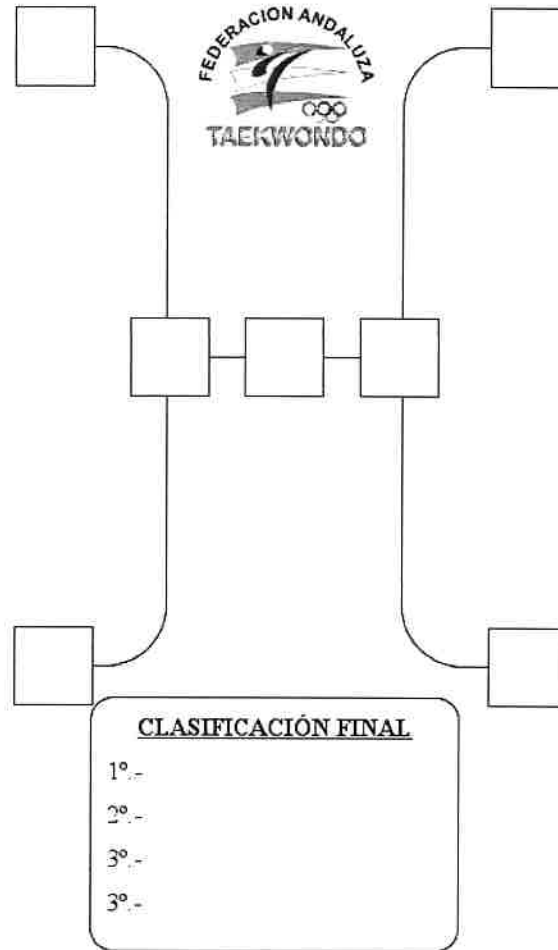 FEDERACION ANDALUZA
TAEKWONDO
CLASIFICACIÓN FINAL
1º.-
2º.-
3º.-
3º.-